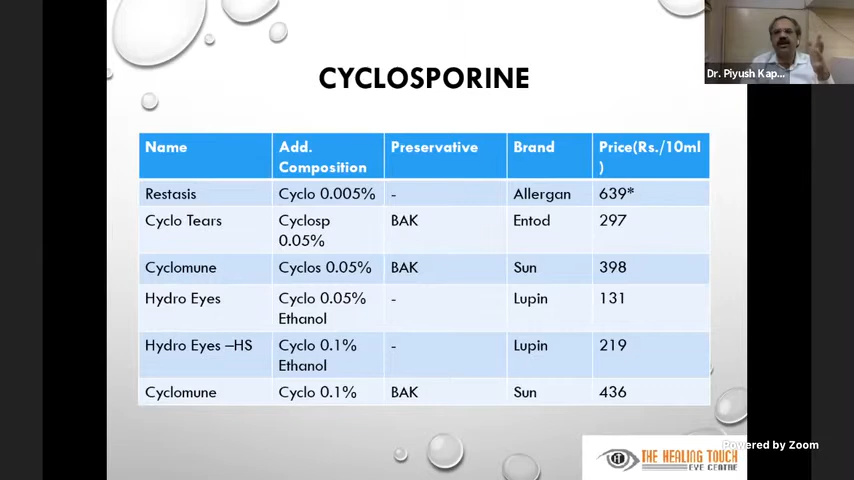 Dr. Piyush Kap...
CYCLOSPORINE
Name Add. Composition Preservative Brand Price(Rs./10ml)
Restasis Cyclo 0.005% - Allergan 639*
Cyclo Tears Cyclosp 0.05% BAK Entod 297
Cyclomune Cyclos 0.05% BAK Sun 398
Hydro Eyes Cyclo 0.05% Ethanol - Lupin 131
Hydro Eyes –HS Cyclo 0.1% Ethanol - Lupin 219
Cyclomune Cyclo 0.1% BAK Sun 436
Powered by Zoom
THE HEALING TOUCH
EYE CENTRE